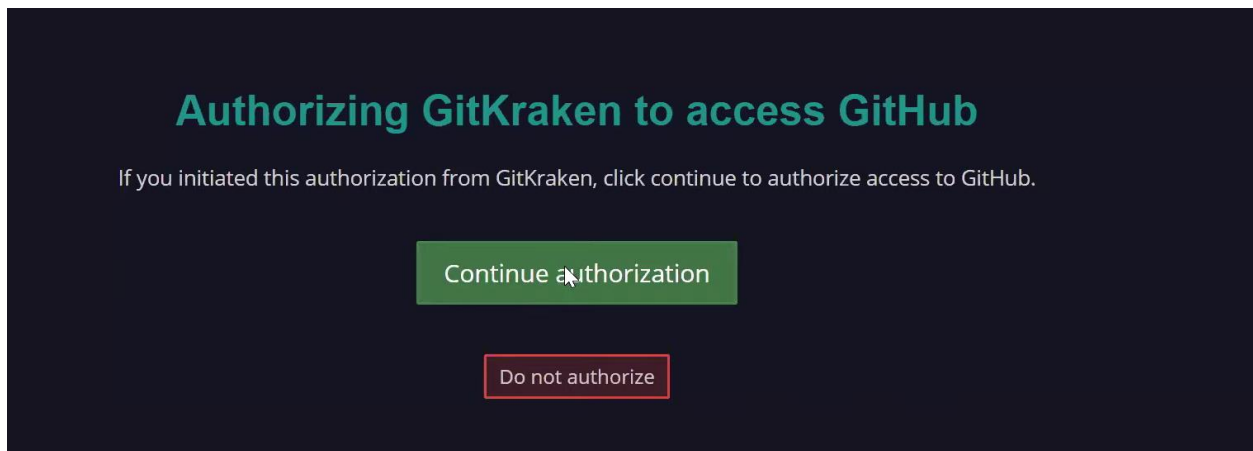 Authorizing GitKraken to access GitHub
If you initiated this authorization from GitKraken, click continue to authorize access to GitHub.
Continue authorization
Do not authorize